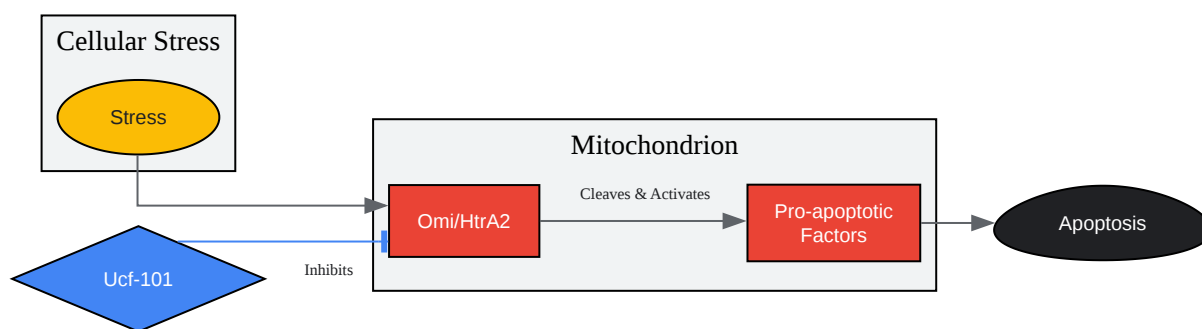 Cellular Stress
Stress
Mitochondrion
Cleaves & Activates
Omi/HtrA2
Pro-apoptotic
Factors
Apoptosis
Inhibits
Ucf-101